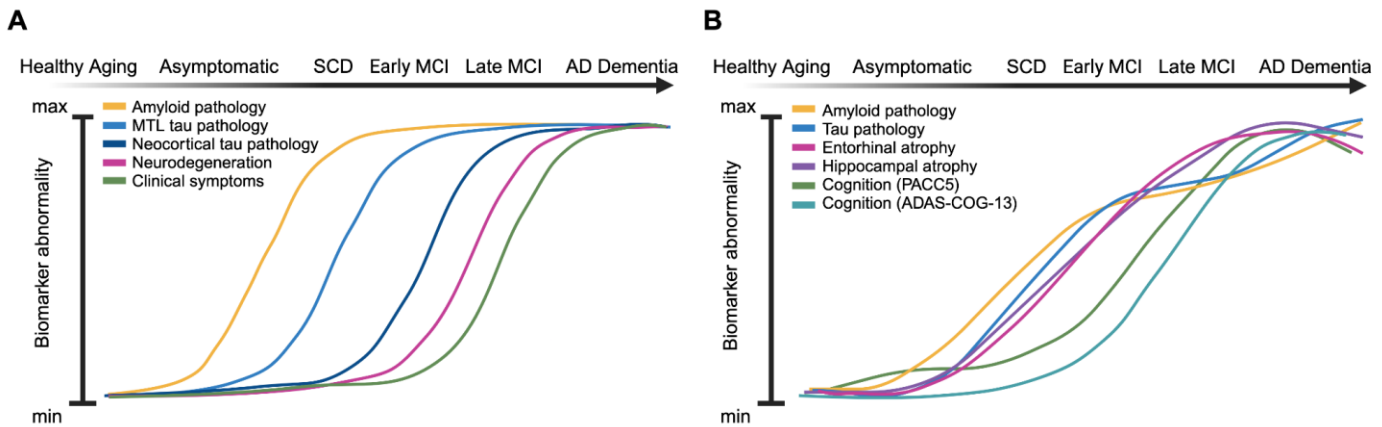 A
Healthy Aging Asymptomatic SCD Early MCI Late MCI AD Dementia
max
Amyloid pathology
MTL tau pathology
Neocortical tau pathology
Neurodegeneration
Clinical symptoms
Biomarker abnormality
min
B
Healthy Aging Asymptomatic SCD Early MCI Late MCI AD Dementia
max
Amyloid pathology
Tau pathology
Entorhinal atrophy
Hippocampal atrophy
Cognition (PACC5)
Cognition (ADAS-COG-13)
Biomarker abnormality
min